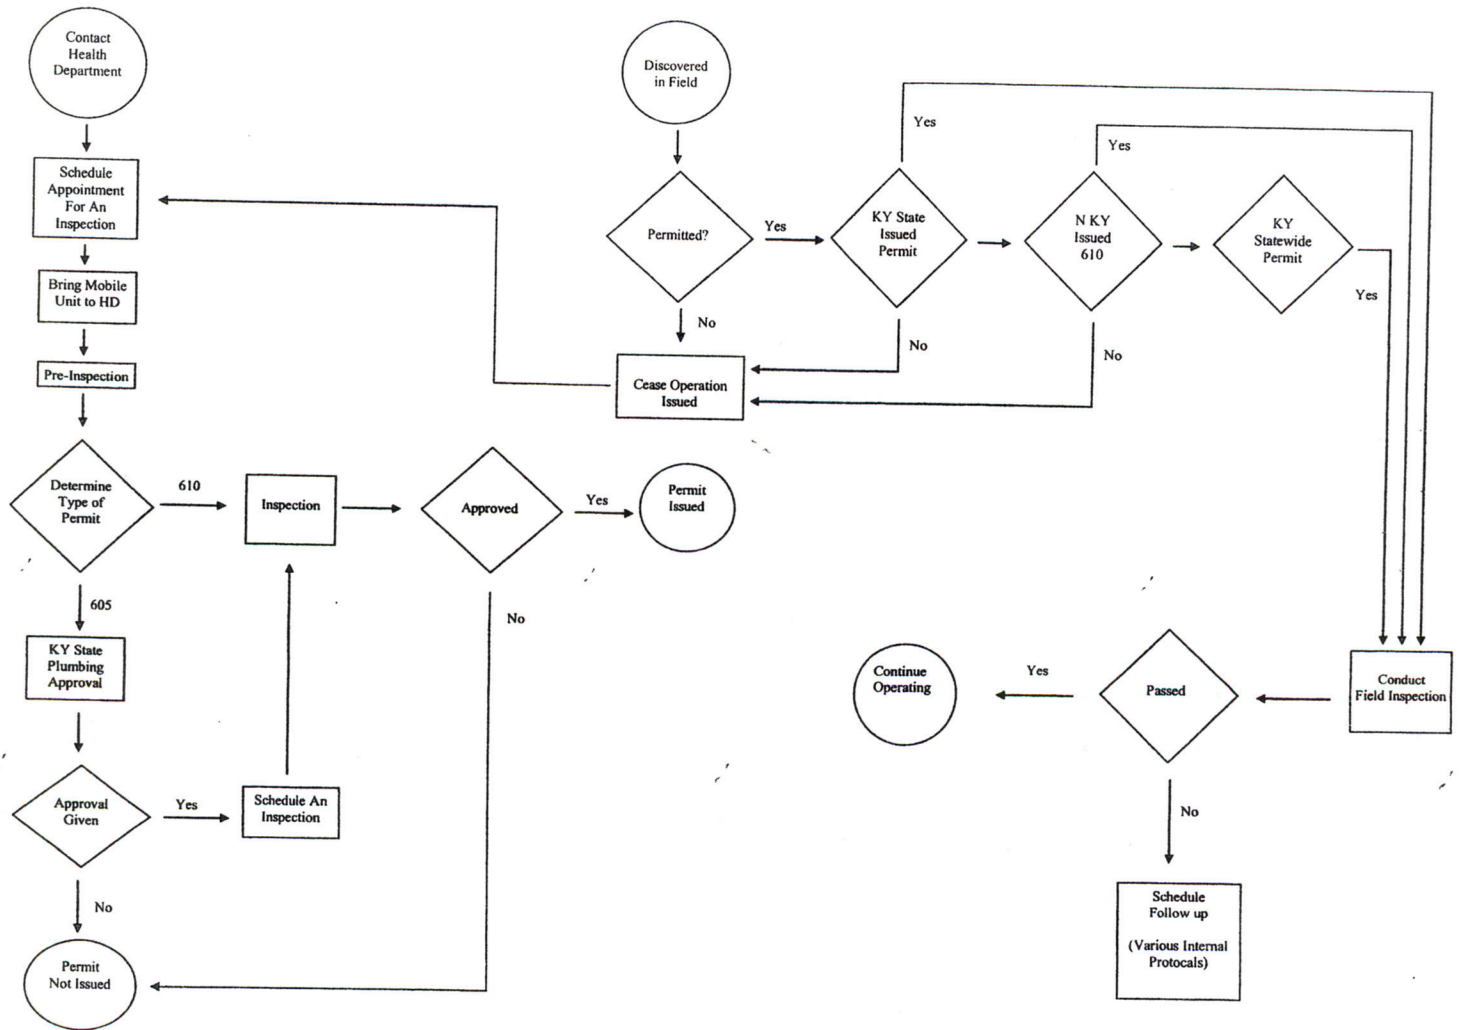 Contact
Health
Department
Schedule
Appointment
For An
Inspection
Bring Mobile
Unit to HD
Pre-Inspection
Determine
Type of
Permit
610
Inspection
Approved
Yes
Permit
Issued
No
605
KY State
Plumbing
Approval
Approval
Given
Yes
Schedule An
Inspection
No
Permit
Not Issued
Discovered
in Field
Permitted?
Yes
No
Cease Operation
Issued
KY State
Issued
Permit
Yes
No
N KY
Issued
610
Yes
No
KY
Statewide
Permit
Yes
Conduct
Field Inspection
Passed
Yes
Continue
Operating
No
Schedule
Follow up
(Various Internal
Protocals)